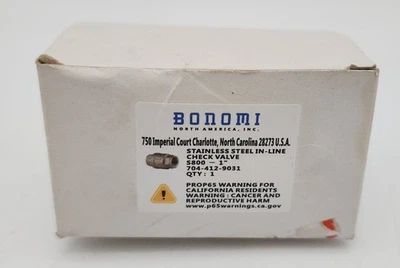 BONOMI
NORTH AMERICA, INC.
750 Imperial Court Charlotte, North Carolina 28273 U.S.A.
STAINLESS STEEL IN-LINE
CHECK VALVE
S800 — 1"
704-412-9031
QTY: 1
PROP65 WARNING FOR
CALIFORNIA RESIDENTS
WARNING: CANCER AND
REPRODUCTIVE HARM
www.p65warnings.ca.gov